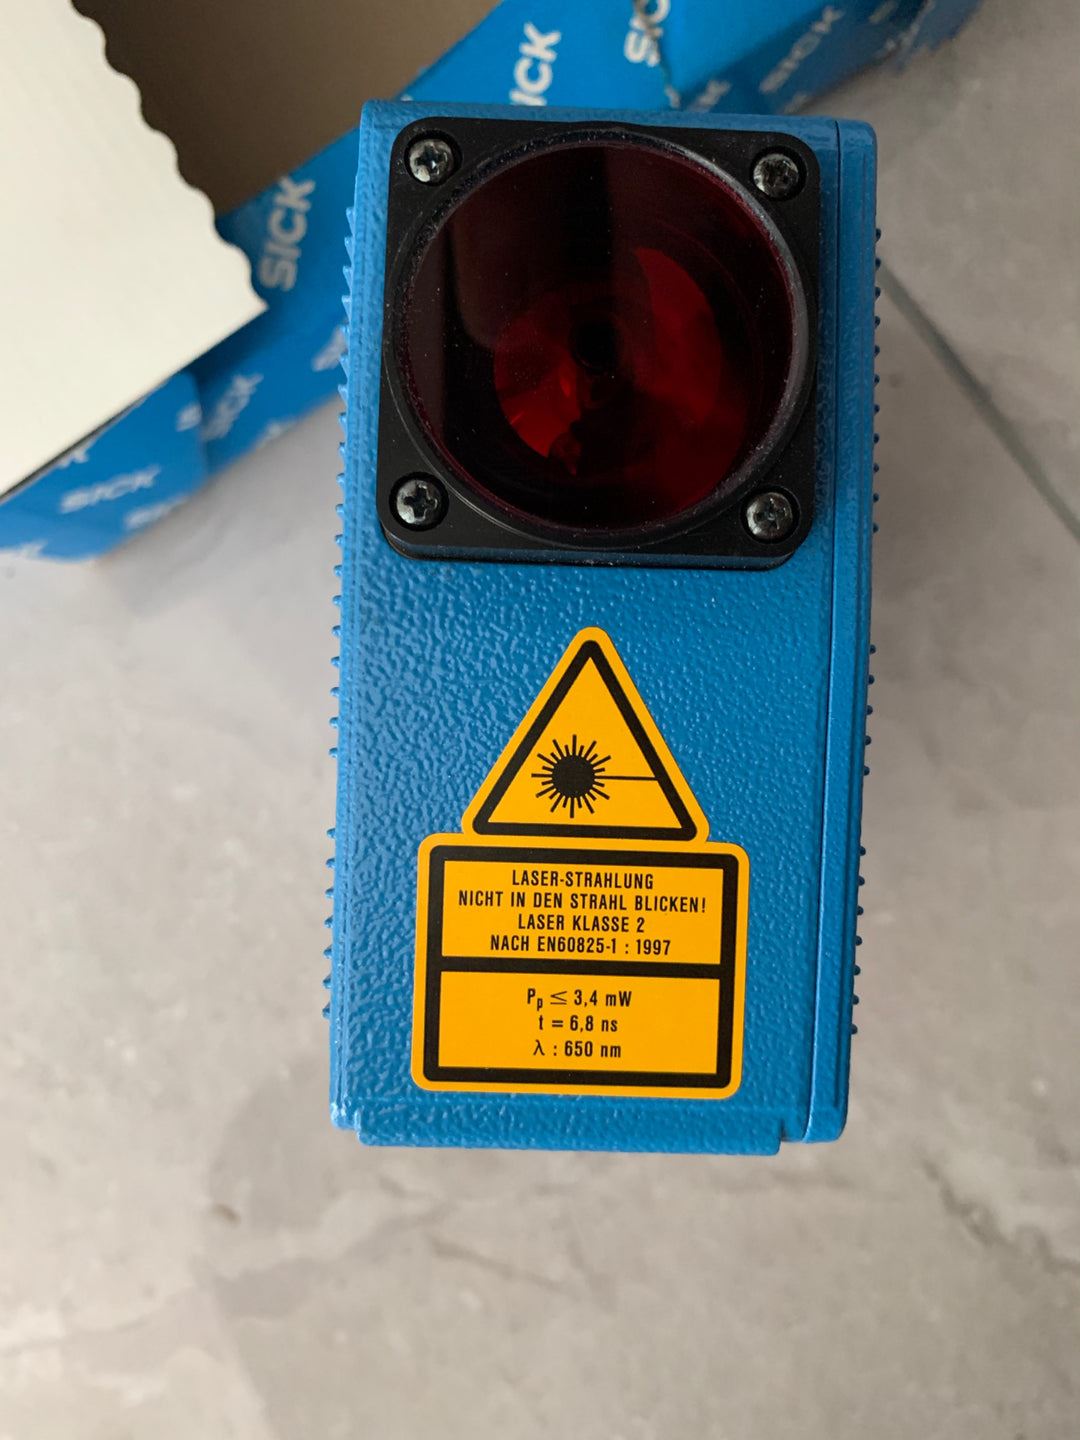 SICK
SICK
SICK
SICK
SICK
SICK
LASER-STRAHLUNG
NICHT IN DEN STRAHL BLICKEN!
LASER KLASSE 2
NACH EN60825-1 : 1997
Pp ≤ 3,4 mW
t = 6,8 ns
λ : 650 nm